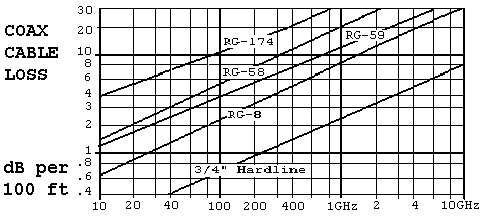 COAX
CABLE
LOSS
dB per
100 ft
30
20
10
8
6
4
3
2
1
.8
.6
.4
RG-174
RG-59
RG-58
RG-8
3/4" Hardline
10
20
40
100
200
400
1GHz
2
4
10GHz